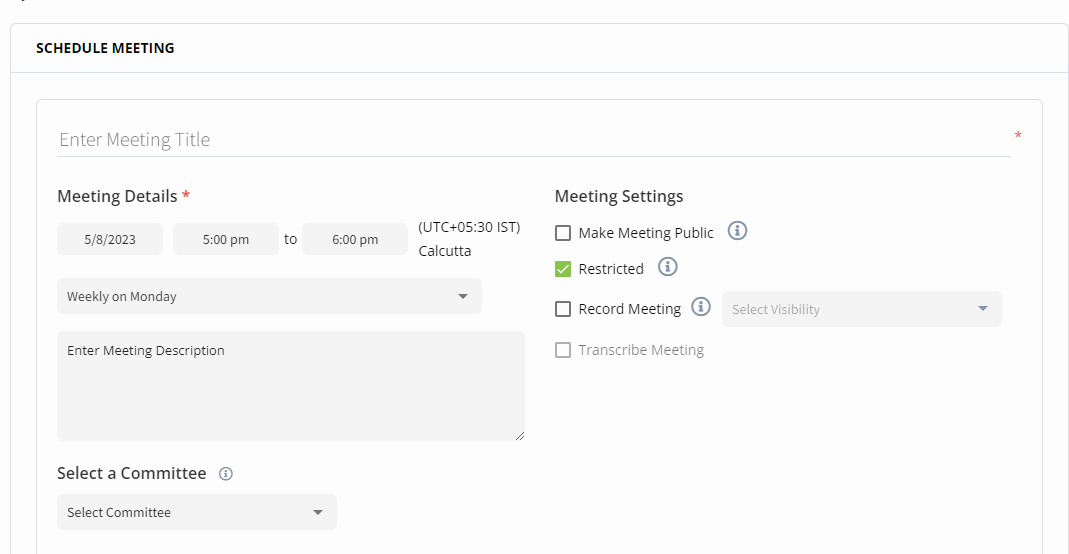 SCHEDULE MEETING
Enter Meeting Title *
Meeting Details *
5/8/2023 5:00 pm to 6:00 pm (UTC+05:30 IST)
Calcutta
Weekly on Monday
Enter Meeting Description
Select a Committee
Select Committee
Meeting Settings
Make Meeting Public
Restricted
Record Meeting Select Visibility
Transcribe Meeting